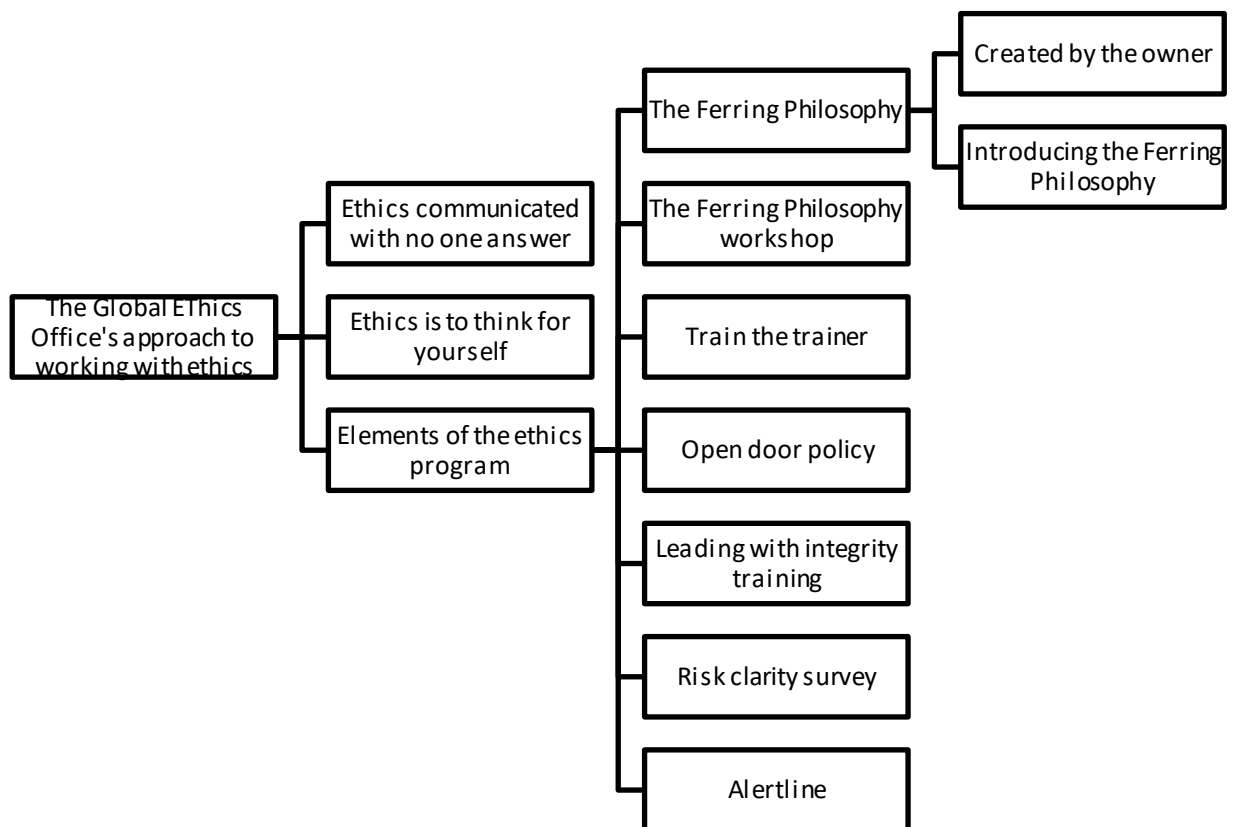 The Global EThics
Office's approach to
working with ethics
Ethics communicated
with no one answer
Ethics is to think for
yourself
Elements of the ethics
program
The Ferring Philosophy
The Ferring Philosophy
workshop
Train the trainer
Open door policy
Leading with integrity
training
Risk clarity survey
Alertline
Created by the owner
Introducing the Ferring
Philosophy